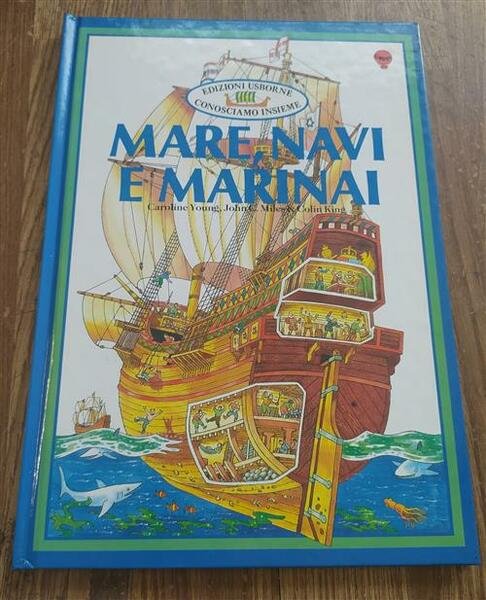 EDIZIONI USBORNE
CONOSCIAMO INSIEME
MARE, NAVI
E MARINAI
Caroline Young, John C. Miles & Colin King